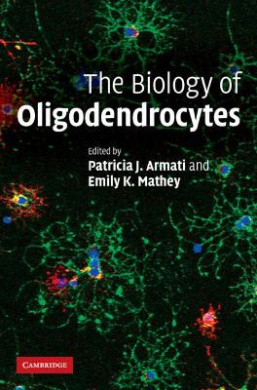 The Biology of
Oligodendrocytes
Edited by
Patricia J. Armati and
Emily K. Mathey
CAMBRIDGE